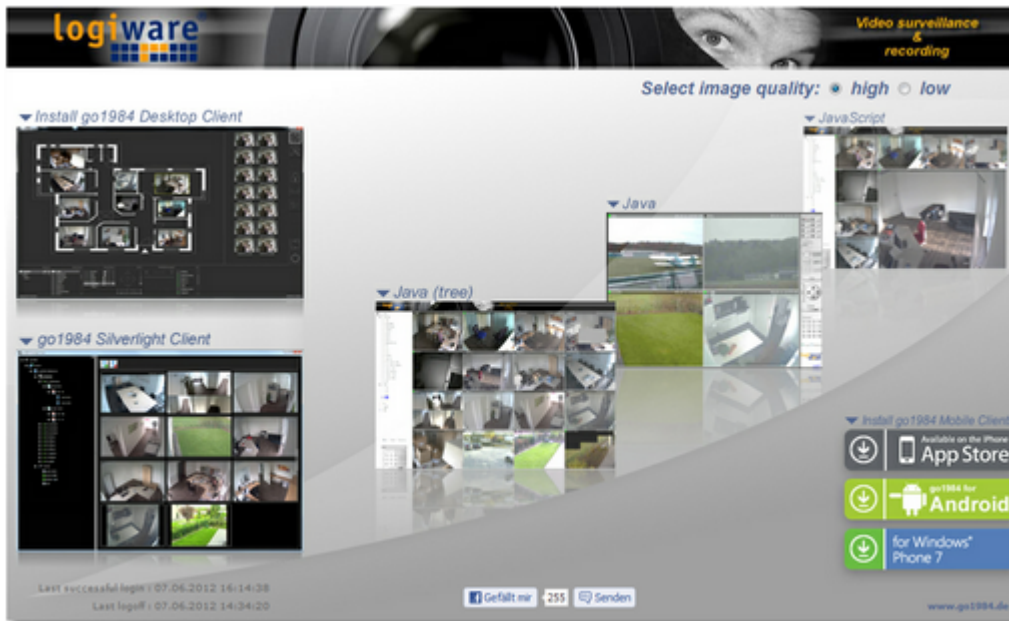 logiware
Video surveillance
&
recording
Select image quality: high low
Install go1984 Desktop Client
JavaScript
Java
Java (tree)
go1984 Silverlight Client
Install go1984 Mobile Client
Available on the iPhone
App Store
go1984 for
Android
for Windows®
Phone 7
Last successful login : 07.06.2012 16:14:38
Last logoff : 07.06.2012 14:34:20
Gefällt mir 255 Senden
www.go1984.de